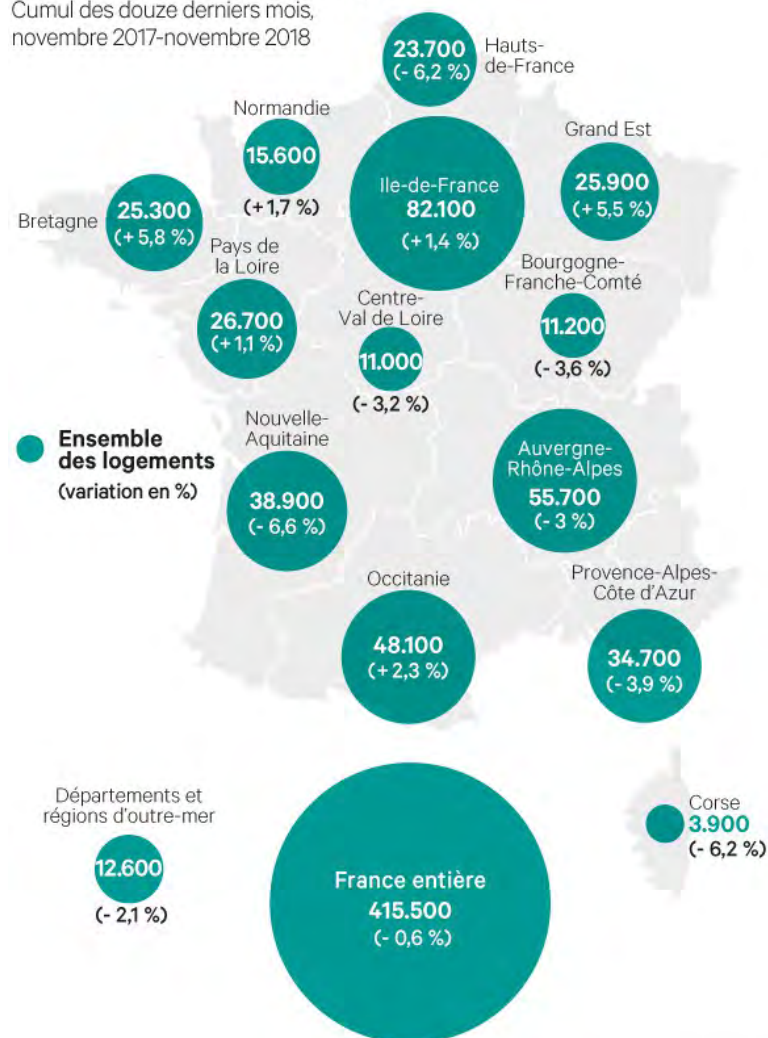 Cumul des douze derniers mois,
novembre 2017-novembre 2018
23.700
(- 6,2 %)
Hauts-
de-France
Normandie
15.600
(+ 1,7 %)
Ile-de-France
82.100
(+ 1,4 %)
Grand Est
25.900
(+ 5,5 %)
Bretagne
25.300
(+ 5,8 %)
Pays de
la Loire
26.700
(+ 1,1 %)
Centre-
Val de Loire
11.000
(- 3,2 %)
Bourgogne-
Franche-Comté
11.200
(- 3,6 %)
Ensemble
des logements
(variation en %)
Nouvelle-
Aquitaine
38.900
(- 6,6 %)
Auvergne-
Rhône-Alpes
55.700
(- 3 %)
Occitanie
48.100
(+ 2,3 %)
Provence-Alpes-
Côte d'Azur
34.700
(- 3,9 %)
Départements et
régions d'outre-mer
12.600
(- 2,1 %)
France entière
415.500
(- 0,6 %)
Corse
3.900
(- 6,2 %)